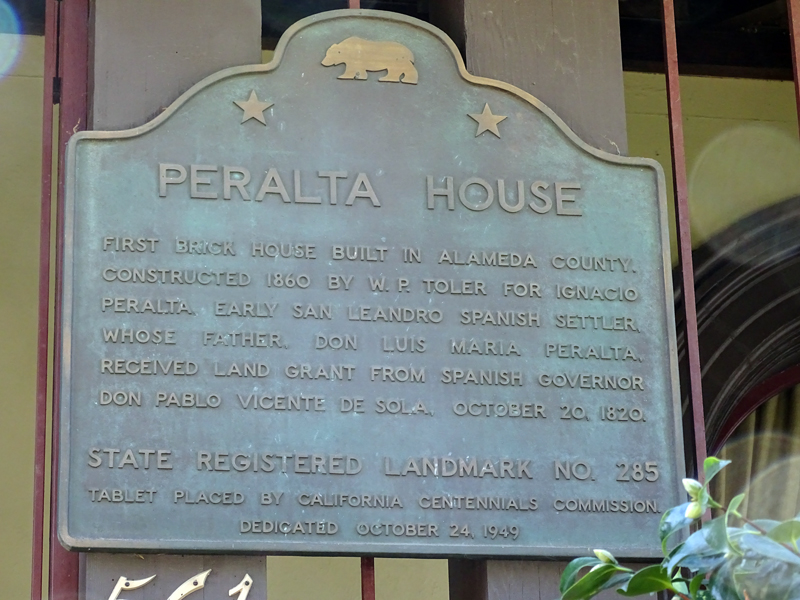 PERALTA HOUSE
FIRST BRICK HOUSE BUILT IN ALAMEDA COUNTY.
CONSTRUCTED 1860 BY W. P. TOLER FOR IGNACIO
PERALTA, EARLY SAN LEANDRO SPANISH SETTLER,
WHOSE FATHER, DON LUIS MARIA PERALTA,
RECEIVED LAND GRANT FROM SPANISH GOVERNOR
DON PABLO VICENTE DE SOLA, OCTOBER 20, 1820.
STATE REGISTERED LANDMARK NO. 285
TABLET PLACED BY CALIFORNIA CENTENNIALS COMMISSION.
DEDICATED OCTOBER 24, 1949
561